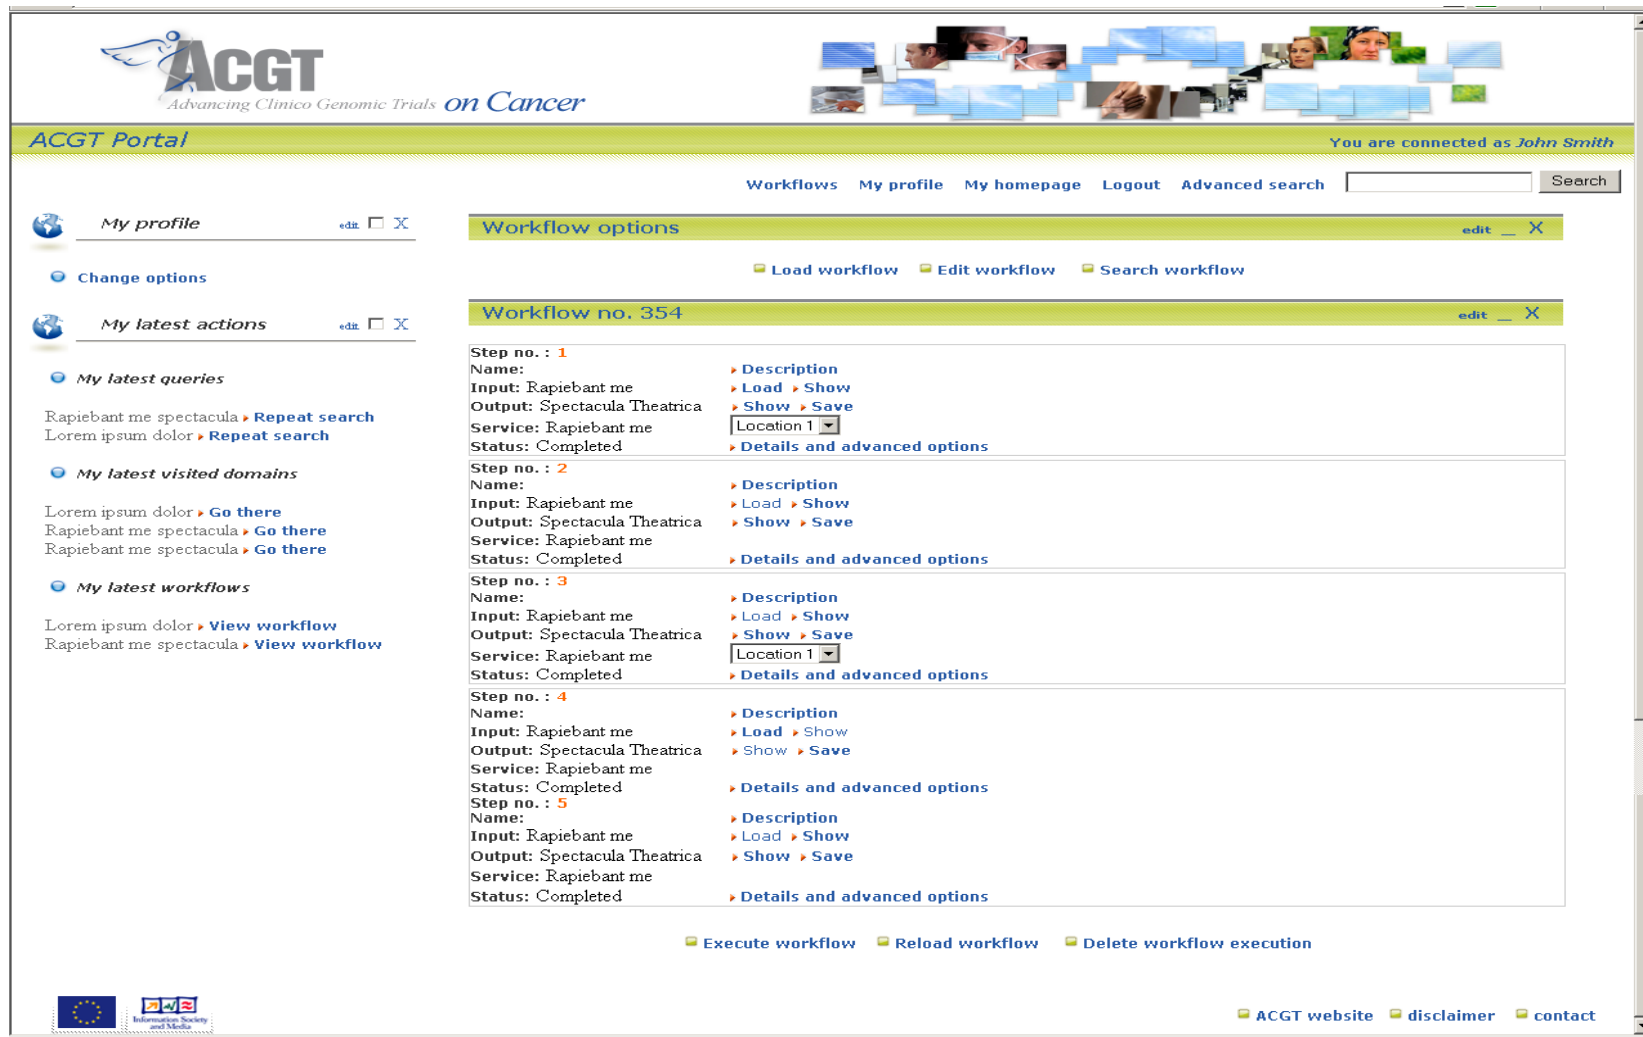 ACGT
Advancing Clinico Genomic Trials on Cancer
ACGT Portal
You are connected as John Smith
Workflows My profile My homepage Logout Advanced search Search
My profile edit X
Change options
My latest actions edit X
My latest queries
Rapiebant me spectacula Repeat search
Lorem ipsum dolor Repeat search
My latest visited domains
Lorem ipsum dolor Go there
Rapiebant me spectacula Go there
Rapiebant me spectacula Go there
My latest workflows
Lorem ipsum dolor View workflow
Rapiebant me spectacula View workflow
Workflow options edit _ X
Load workflow Edit workflow Search workflow
Workflow no. 354 edit _ X
Step no. : 1
Name: Description
Input: Rapiebant me Load Show
Output: Spectacula Theatrica Show Save
Service: Rapiebant me Location 1
Status: Completed Details and advanced options
Step no. : 2
Name: Description
Input: Rapiebant me Load Show
Output: Spectacula Theatrica Show Save
Service: Rapiebant me
Status: Completed Details and advanced options
Step no. : 3
Name: Description
Input: Rapiebant me Load Show
Output: Spectacula Theatrica Show Save
Service: Rapiebant me Location 1
Status: Completed Details and advanced options
Step no. : 4
Name: Description
Input: Rapiebant me Load Show
Output: Spectacula Theatrica Show Save
Service: Rapiebant me
Status: Completed Details and advanced options
Step no. : 5
Name: Description
Input: Rapiebant me Load Show
Output: Spectacula Theatrica Show Save
Service: Rapiebant me
Status: Completed Details and advanced options
Execute workflow Reload workflow Delete workflow execution
Information Society
and Media
ACGT website disclaimer contact